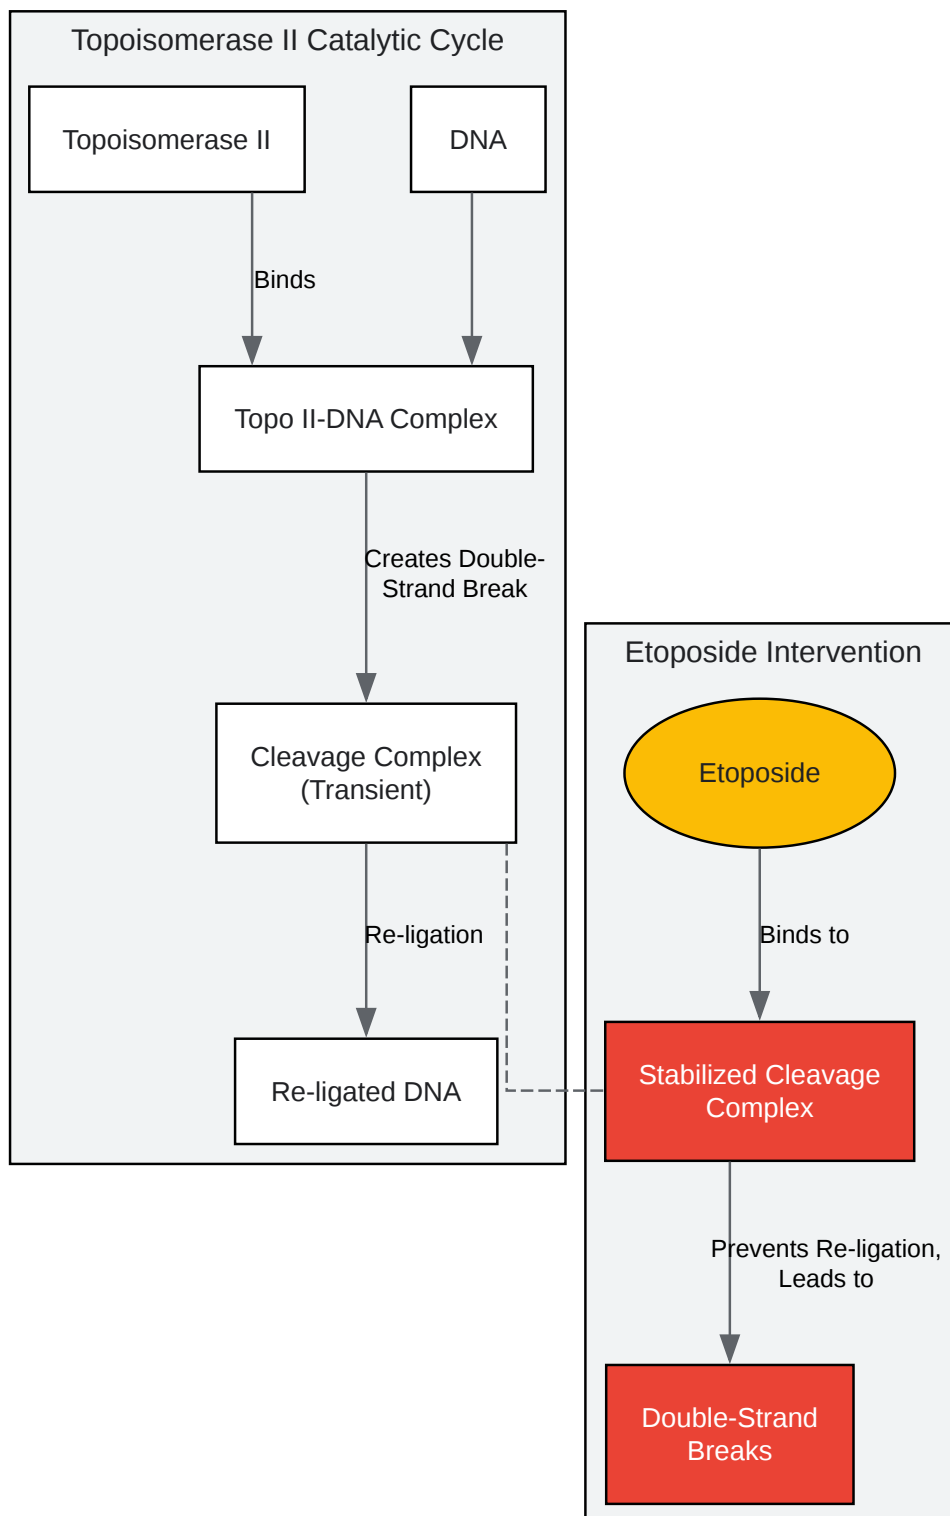 Topoisomerase II Catalytic Cycle
Topoisomerase II
DNA
Binds
Topo II-DNA Complex
Creates Double-
Strand Break
Cleavage Complex
(Transient)
Re-ligation
Re-ligated DNA
Etoposide Intervention
Etoposide
Binds to
Stabilized Cleavage
Complex
Prevents Re-ligation,
Leads to
Double-Strand
Breaks